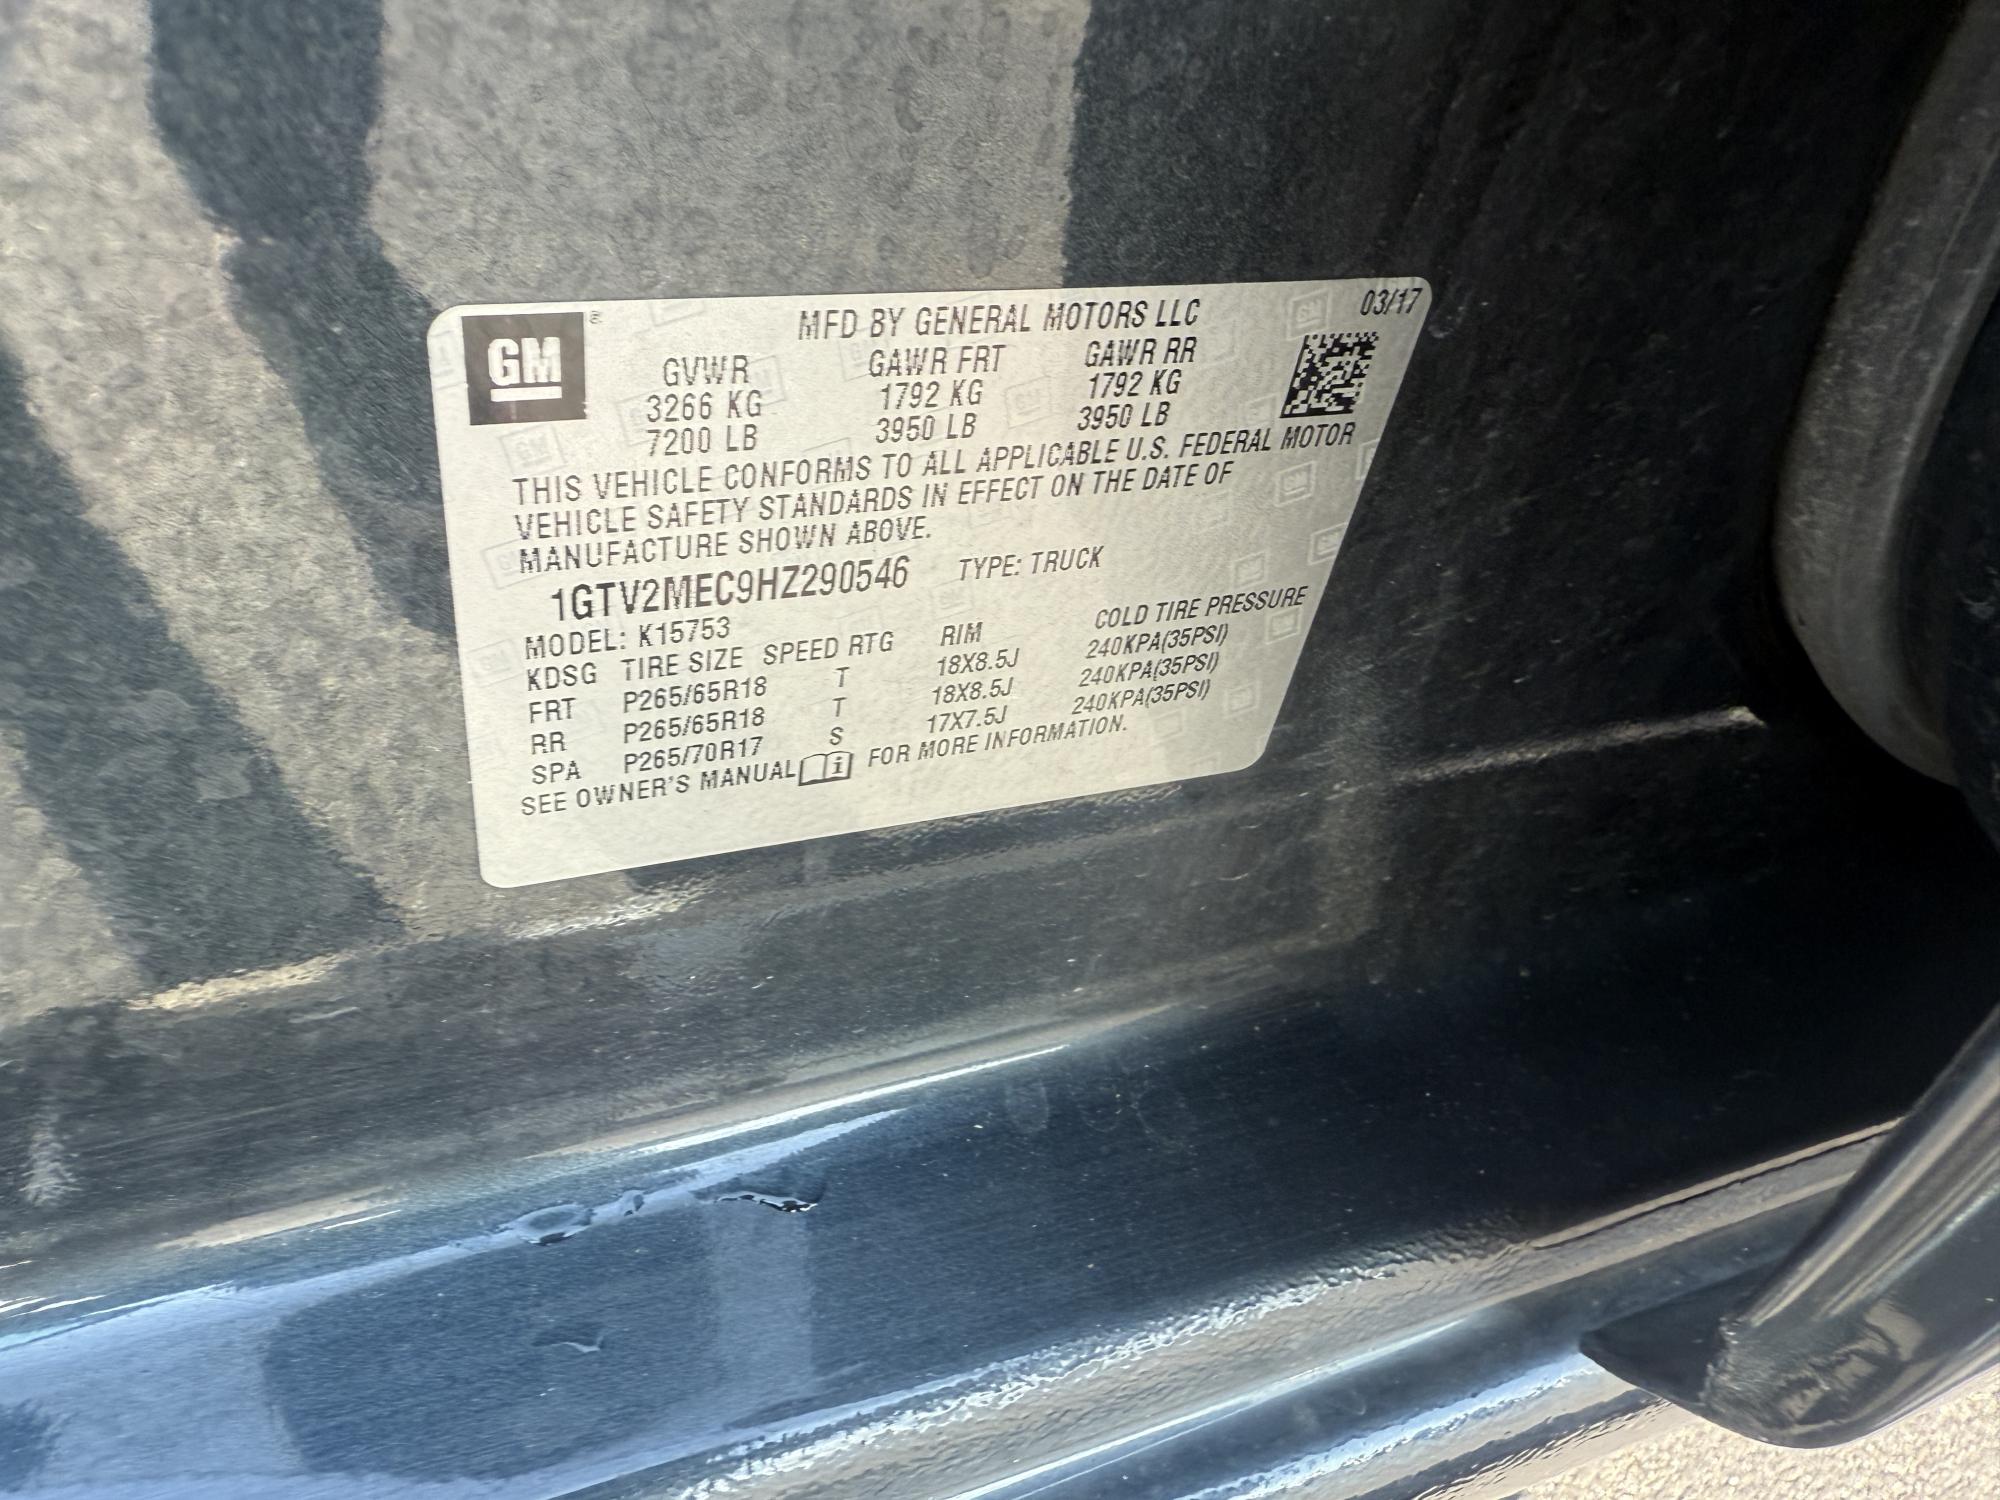 GM ®
MFD BY GENERAL MOTORS LLC 03/17
GVWR GAWR FRT GAWR RR
3266 KG 1792 KG 1792 KG
7200 LB 3950 LB 3950 LB
THIS VEHICLE CONFORMS TO ALL APPLICABLE U.S. FEDERAL MOTOR
VEHICLE SAFETY STANDARDS IN EFFECT ON THE DATE OF
MANUFACTURE SHOWN ABOVE.
1GTV2MEC9HZ290546 TYPE: TRUCK
MODEL: K15753
KDSG TIRE SIZE SPEED RTG RIM COLD TIRE PRESSURE
FRT P265/65R18 T 18X8.5J 240KPA(35PSI)
RR P265/65R18 T 18X8.5J 240KPA(35PSI)
SPA P265/70R17 S 17X7.5J 240KPA(35PSI)
SEE OWNER'S MANUAL i FOR MORE INFORMATION.